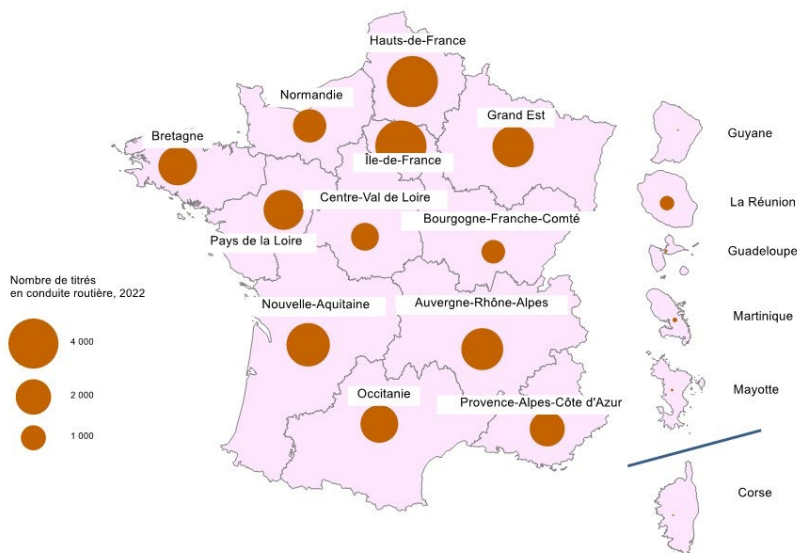 Hauts-de-France
Normandie
Grand Est
Bretagne
Île-de-France
Guyane
Centre-Val de Loire
La Réunion
Bourgogne-Franche-Comté
Pays de la Loire
Guadeloupe
Nombre de titrés
en conduite routière, 2022
Nouvelle-Aquitaine
Auvergne-Rhône-Alpes
Martinique
4 000
2 000
Mayotte
Occitanie
Provence-Alpes-Côte d'Azur
1 000
Corse